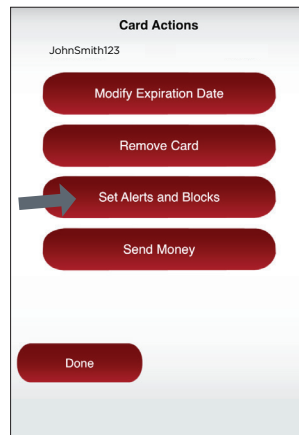 Card Actions
JohnSmith123
Modify Expiration Date
Remove Card
Set Alerts and Blocks
Send Money
Done